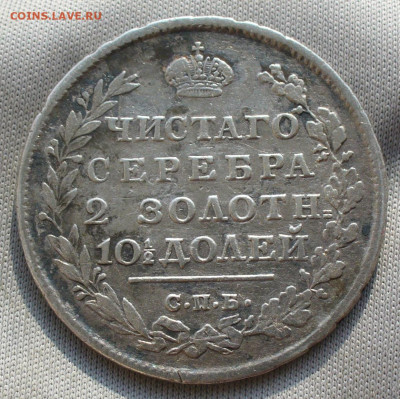 COINS.LAVE.RU
ЧИСТАГО
СЕРЕБРА
2 ЗОЛОТН=
10½ ДОЛЕЙ
С.П.Б.